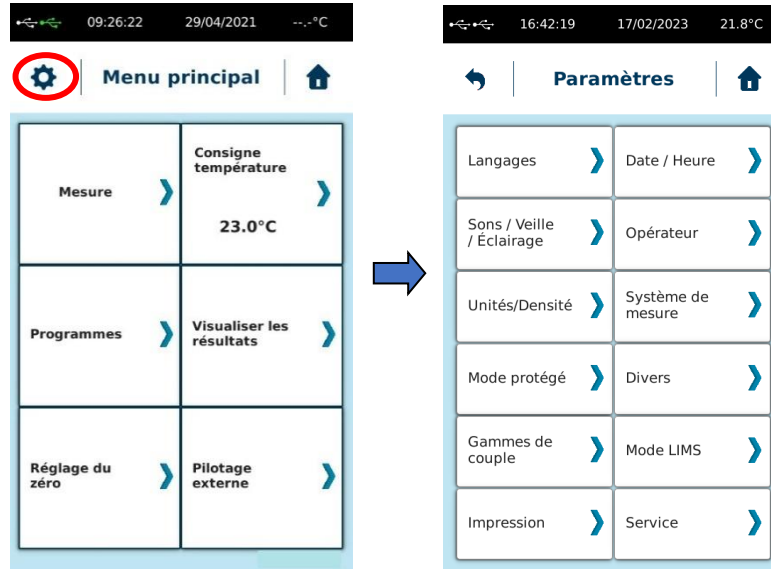 09:26:22 29/04/2021 --.-°C
Menu principal
Mesure
Consigne
température
23.0°C
Programmes
Visualiser les
résultats
Réglage du
zéro
Pilotage
externe
16:42:19 17/02/2023 21.8°C
Paramètres
Langages
Date / Heure
Sons / Veille
/ Éclairage
Opérateur
Unités/Densité
Système de
mesure
Mode protégé
Divers
Gammes de
couple
Mode LIMS
Impression
Service